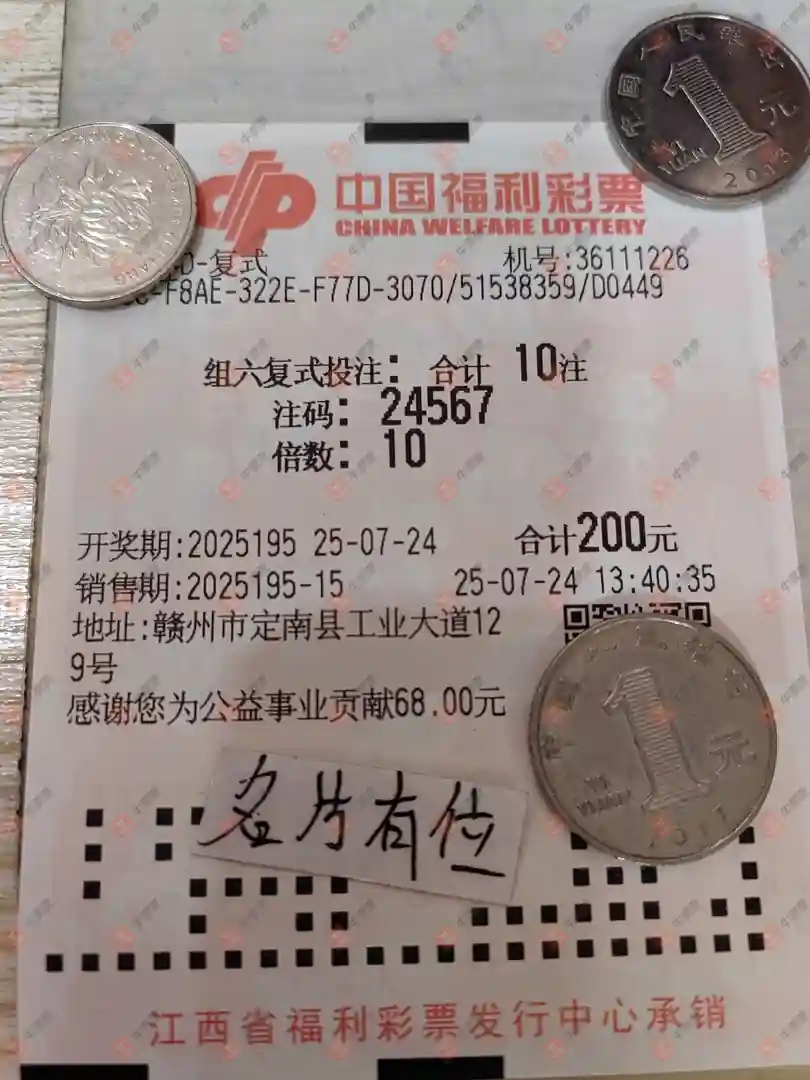 中国福利彩票
CHINA WELFARE LOTTERY
D-复式 机号:36111226
-F8AE-322E-F77D-3070/51538359/D0449
组六复式投注: 合计 10注
注码: 24567
倍数: 10
开奖期:2025195 25-07-24 合计200元
销售期:2025195-15 25-07-24 13:40:35
地址:赣州市定南县工业大道12
9号
感谢您为公益事业贡献68.00元
名片有位
江西省福利彩票发行中心承销
1
元
2013
1
元